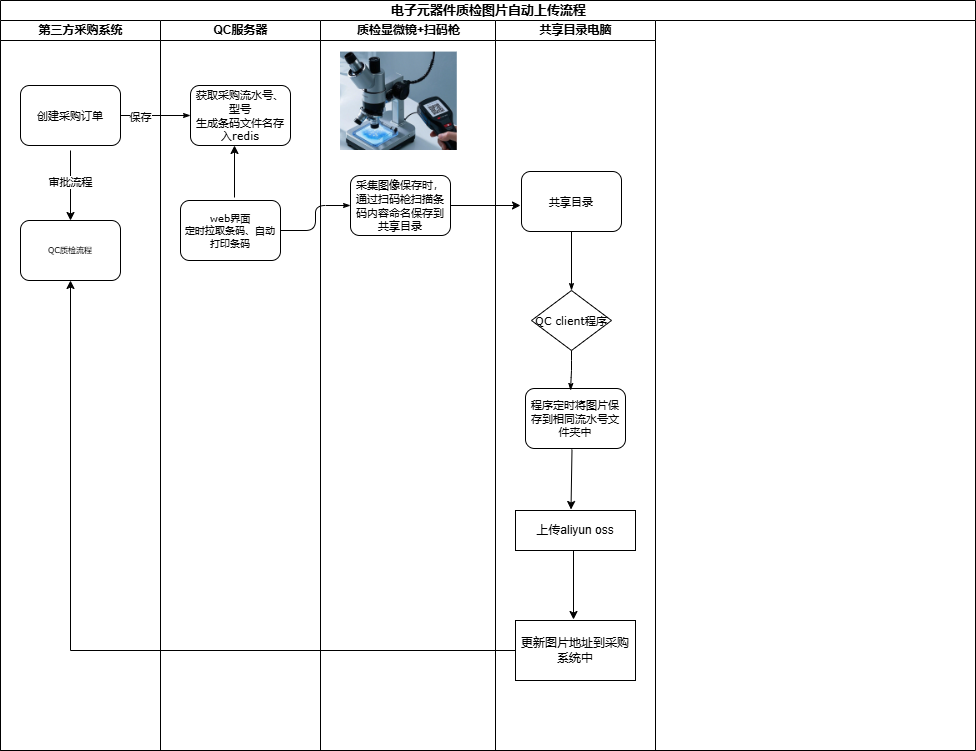 电子元器件质检图片自动上传流程
第三方采购系统
QC服务器
质检显微镜+扫码枪
共享目录电脑
创建采购订单
保存
获取采购流水号、
型号
生成条码文件名存
入redis
审批流程
QC质检流程
web界面
定时拉取条码、自动
打印条码
采集图像保存时，
通过扫码枪扫描条
码内容命名保存到
共享目录
共享目录
QC client程序
程序定时将图片保
存到相同流水号文
件夹中
上传aliyun oss
更新图片地址到采购
系统中